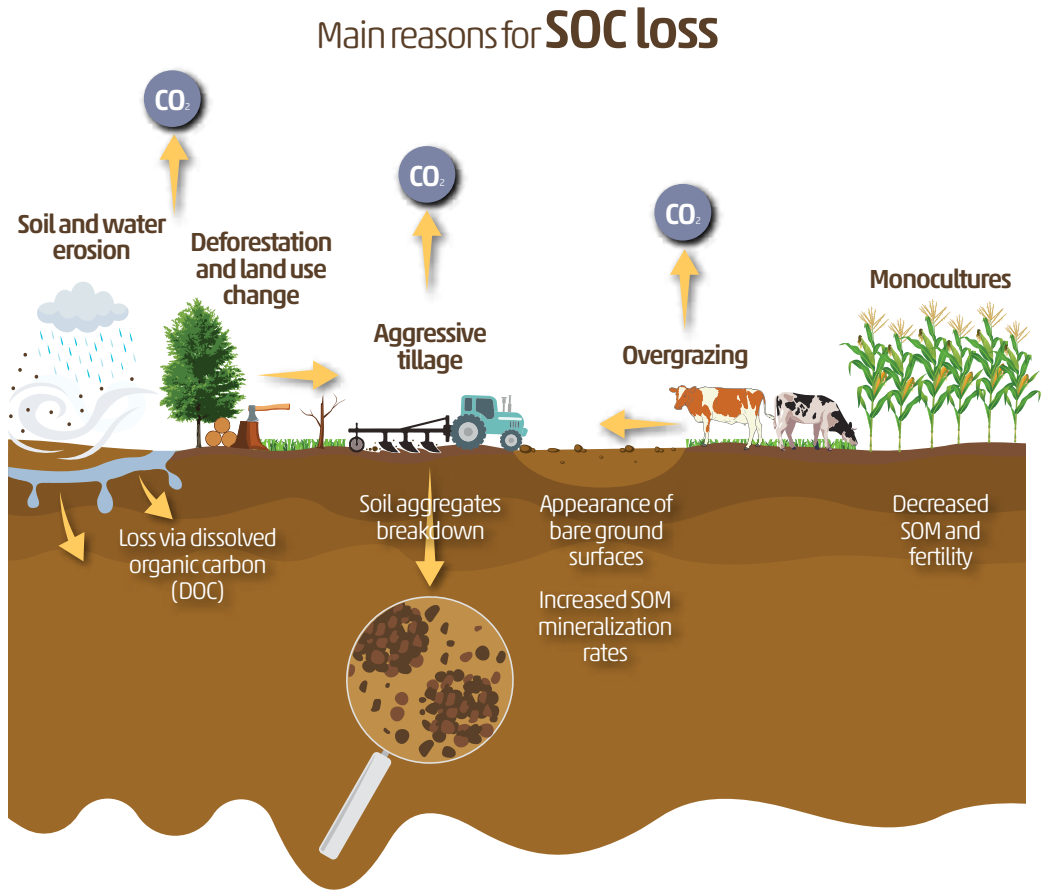 Main reasons for SOC loss
CO₂
CO₂
CO₂
Soil and water
erosion
Deforestation
and land use
change
Aggressive
tillage
Overgrazing
Monocultures
Loss via dissolved
organic carbon
(DOC)
Soil aggregates
breakdown
Appearance of
bare ground
surfaces
Increased SOM
mineralization
rates
Decreased
SOM and
fertility